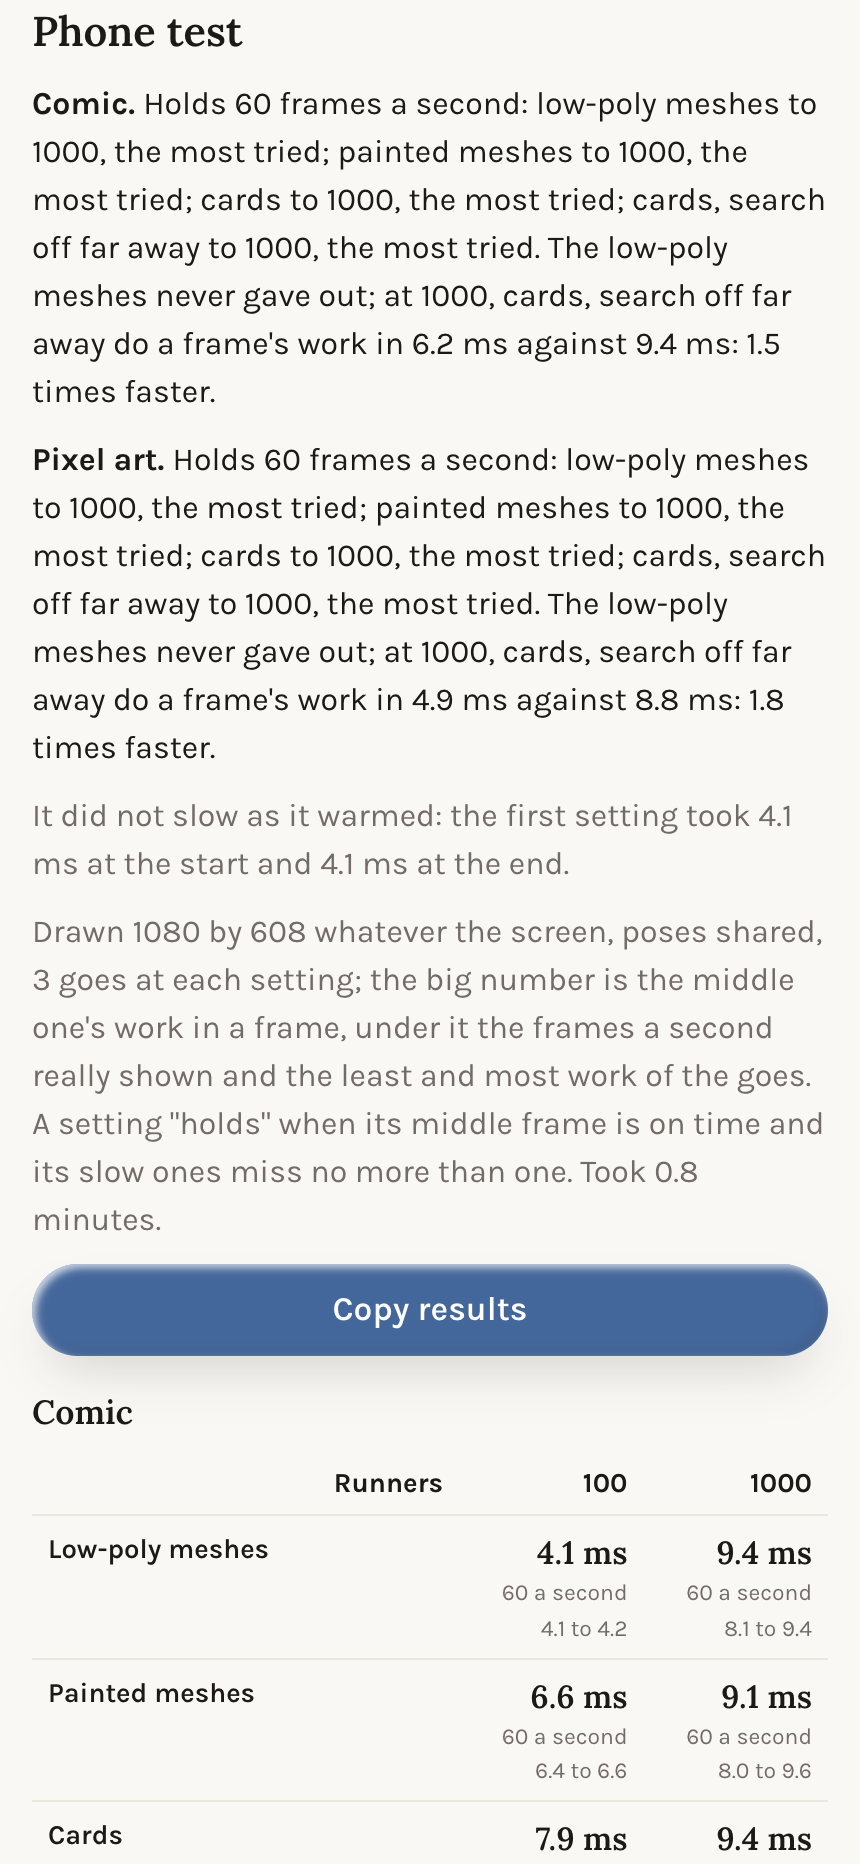 Phone test
Comic. Holds 60 frames a second: low-poly meshes to
1000, the most tried; painted meshes to 1000, the
most tried; cards to 1000, the most tried; cards, search
off far away to 1000, the most tried. The low-poly
meshes never gave out; at 1000, cards, search off far
away do a frame's work in 6.2 ms against 9.4 ms: 1.5
times faster.
Pixel art. Holds 60 frames a second: low-poly meshes
to 1000, the most tried; painted meshes to 1000, the
most tried; cards to 1000, the most tried; cards, search
off far away to 1000, the most tried. The low-poly
meshes never gave out; at 1000, cards, search off far
away do a frame's work in 4.9 ms against 8.8 ms: 1.8
times faster.
It did not slow as it warmed: the first setting took 4.1
ms at the start and 4.1 ms at the end.
Drawn 1080 by 608 whatever the screen, poses shared,
3 goes at each setting; the big number is the middle
one's work in a frame, under it the frames a second
really shown and the least and most work of the goes.
A setting "holds" when its middle frame is on time and
its slow ones miss no more than one. Took 0.8
minutes.
Copy results
Comic
Runners 100 1000
Low-poly meshes 4.1 ms 9.4 ms
60 a second 60 a second
4.1 to 4.2 8.1 to 9.4
Painted meshes 6.6 ms 9.1 ms
60 a second 60 a second
6.4 to 6.6 8.0 to 9.6
Cards 7.9 ms 9.4 ms